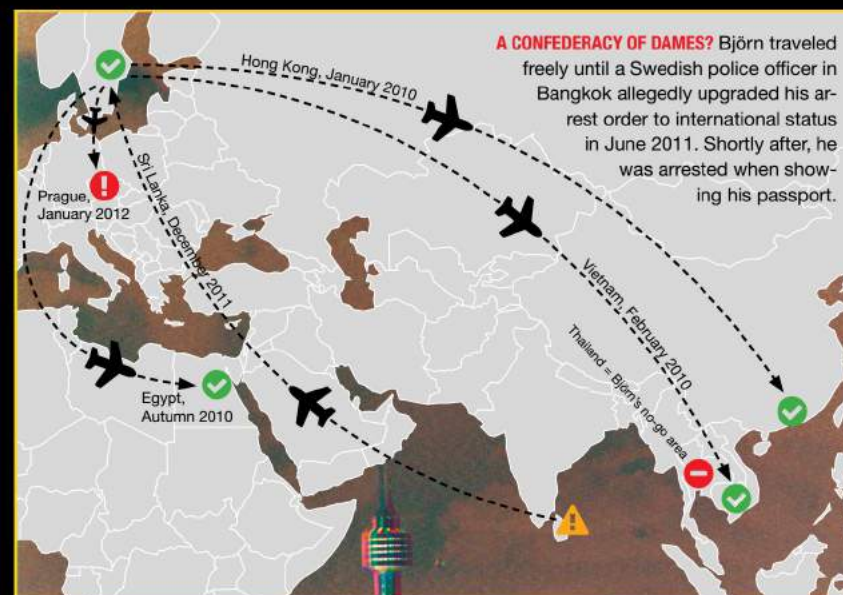 A CONFEDERACY OF DAMES? Björn traveled
freely until a Swedish police officer in
Bangkok allegedly upgraded his ar-
rest order to international status
in June 2011. Shortly after, he
was arrested when show-
ing his passport.
Hong Kong, January 2010
Prague,
January 2012
Sri Lanka, December 2011
Vietnam, February 2010
Thailand = Björn's no-go area
Egypt,
Autumn 2010